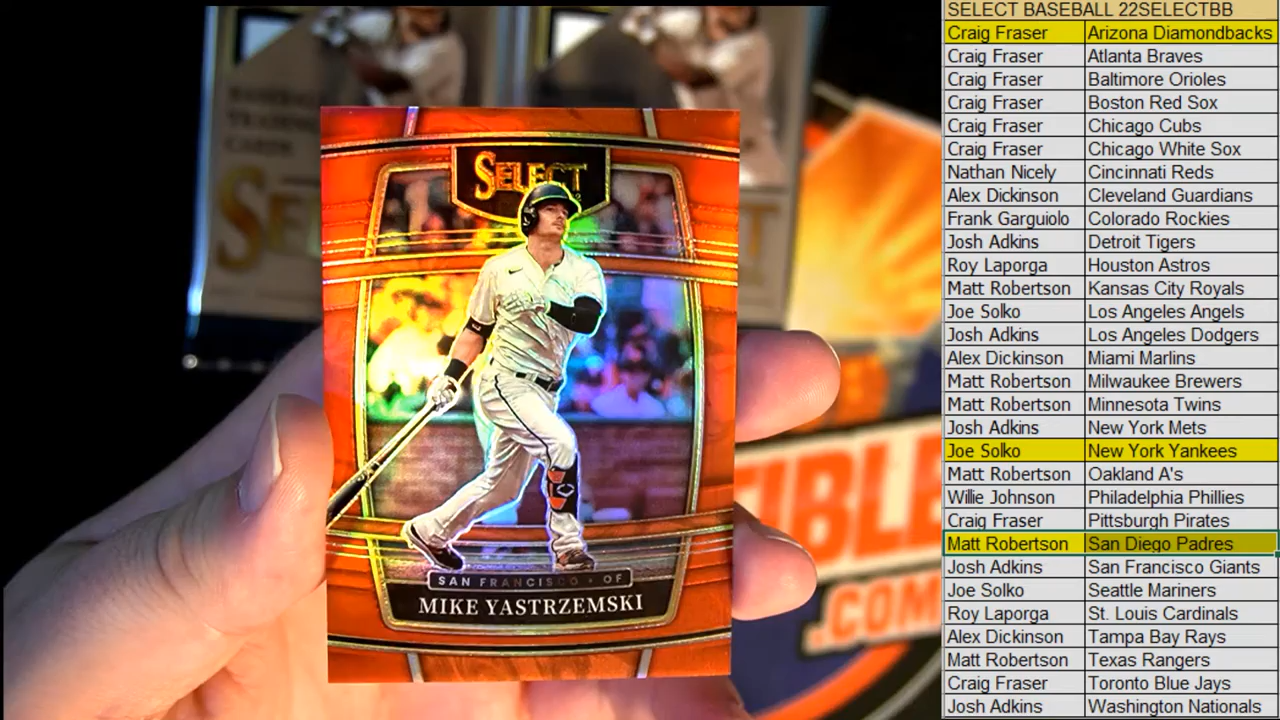 SELECT
SAN FRANCISCO • OF
MIKE YASTRZEMSKI
.COM
SELECT BASEBALL 22SELECTBB
Craig Fraser Arizona Diamondbacks
Craig Fraser Atlanta Braves
Craig Fraser Baltimore Orioles
Craig Fraser Boston Red Sox
Craig Fraser Chicago Cubs
Craig Fraser Chicago White Sox
Nathan Nicely Cincinnati Reds
Alex Dickinson Cleveland Guardians
Frank Garguiolo Colorado Rockies
Josh Adkins Detroit Tigers
Roy Laporga Houston Astros
Matt Robertson Kansas City Royals
Joe Solko Los Angeles Angels
Josh Adkins Los Angeles Dodgers
Alex Dickinson Miami Marlins
Matt Robertson Milwaukee Brewers
Matt Robertson Minnesota Twins
Josh Adkins New York Mets
Joe Solko New York Yankees
Matt Robertson Oakland A's
Willie Johnson Philadelphia Phillies
Craig Fraser Pittsburgh Pirates
Matt Robertson San Diego Padres
Josh Adkins San Francisco Giants
Joe Solko Seattle Mariners
Roy Laporga St. Louis Cardinals
Alex Dickinson Tampa Bay Rays
Matt Robertson Texas Rangers
Craig Fraser Toronto Blue Jays
Josh Adkins Washington Nationals